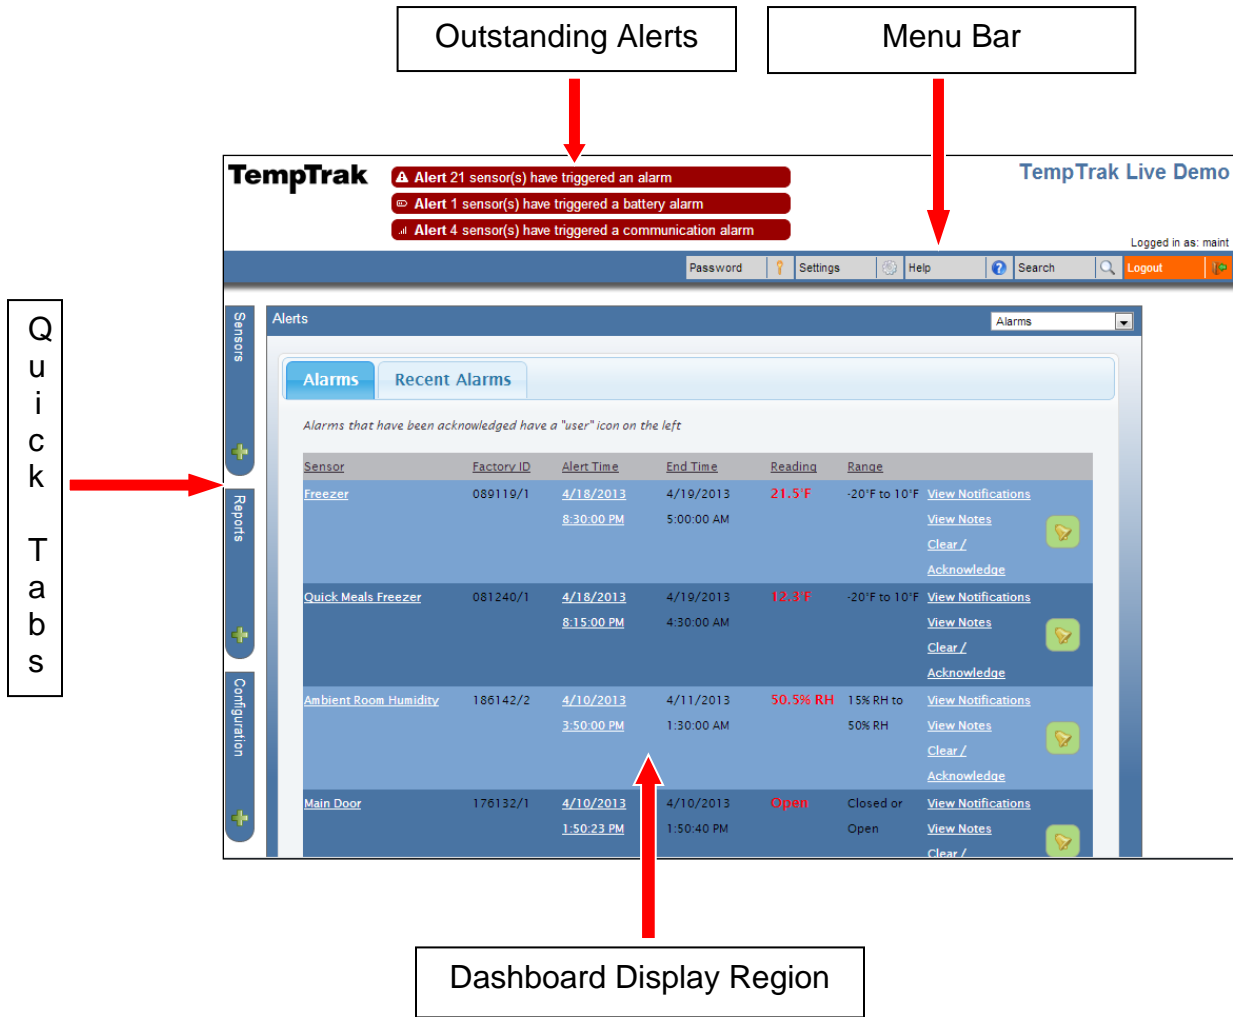 Outstanding Alerts
Menu Bar
TempTrak
Alert 21 sensor(s) have triggered an alarm
Alert 1 sensor(s) have triggered a battery alarm
Alert 4 sensor(s) have triggered a communication alarm
TempTrak Live Demo
Logged in as: maint
Password Settings Help Search Logout
Quick Tabs
Sensors
Reports
Configuration
Alerts
Alarms
Alarms Recent Alarms
Alarms that have been acknowledged have a "user" icon on the left
Sensor Factory ID Alert Time End Time Reading Range
Freezer 089119/1 4/18/2013 4/19/2013 21.5°F -20°F to 10°F View Notifications
8:30:00 PM 5:00:00 AM View Notes
Clear /
Acknowledge
Quick Meals Freezer 081240/1 4/18/2013 4/19/2013 12.3°F -20°F to 10°F View Notifications
8:15:00 PM 4:30:00 AM View Notes
Clear /
Acknowledge
Ambient Room Humidity 186142/2 4/10/2013 4/11/2013 50.5% RH 15% RH to View Notifications
3:50:00 PM 1:30:00 AM 50% RH View Notes
Clear /
Acknowledge
Main Door 176132/1 4/10/2013 4/10/2013 Open Closed or View Notifications
1:50:23 PM 1:50:40 PM Open View Notes
Clear /
Dashboard Display Region